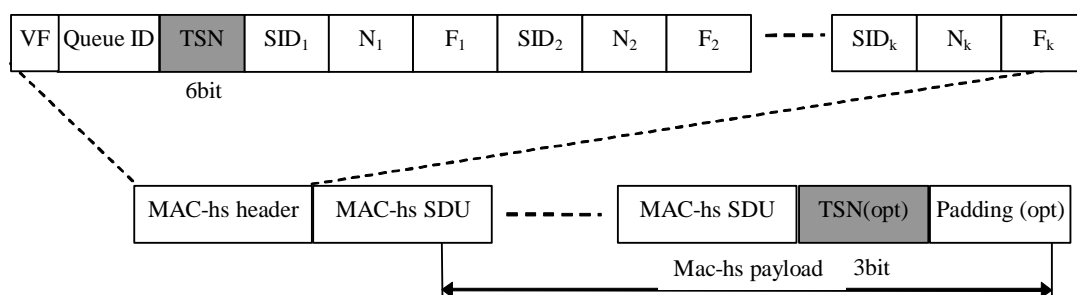 VF Queue ID TSN SID1 N1 F1 SID2 N2 F2 SIDk Nk Fk
6bit
MAC-hs header MAC-hs SDU MAC-hs SDU TSN(opt) Padding (opt)
Mac-hs payload 3bit